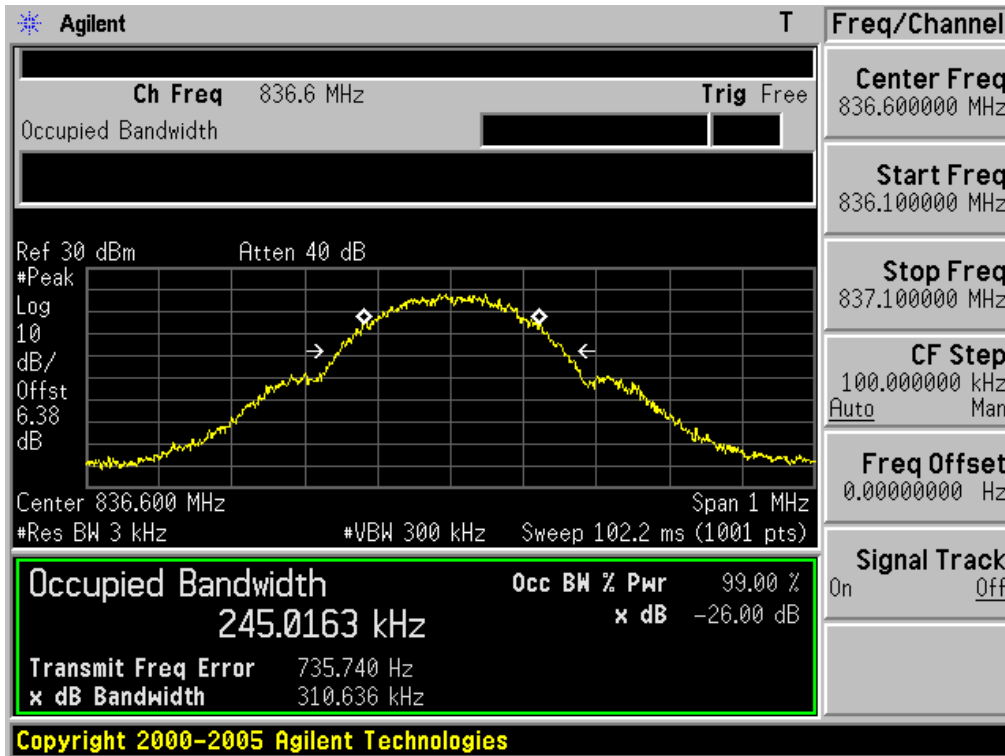 Agilent T
Ch Freq 836.6 MHz Trig Free
Occupied Bandwidth
Ref 30 dBm Atten 40 dB
#Peak
Log
10
dB/
Offst
6.38
dB
Center 836.600 MHz Span 1 MHz
#Res BW 3 kHz #VBW 300 kHz Sweep 102.2 ms (1001 pts)
Occupied Bandwidth
245.0163 kHz
Occ BW % Pwr 99.00 %
x dB -26.00 dB
Transmit Freq Error 735.740 Hz
x dB Bandwidth 310.636 kHz
Copyright 2000-2005 Agilent Technologies
Freq/Channel
Center Freq
836.600000 MHz
Start Freq
836.100000 MHz
Stop Freq
837.100000 MHz
CF Step
100.000000 kHz
Auto Man
Freq Offset
0.00000000 Hz
Signal Track
On Off